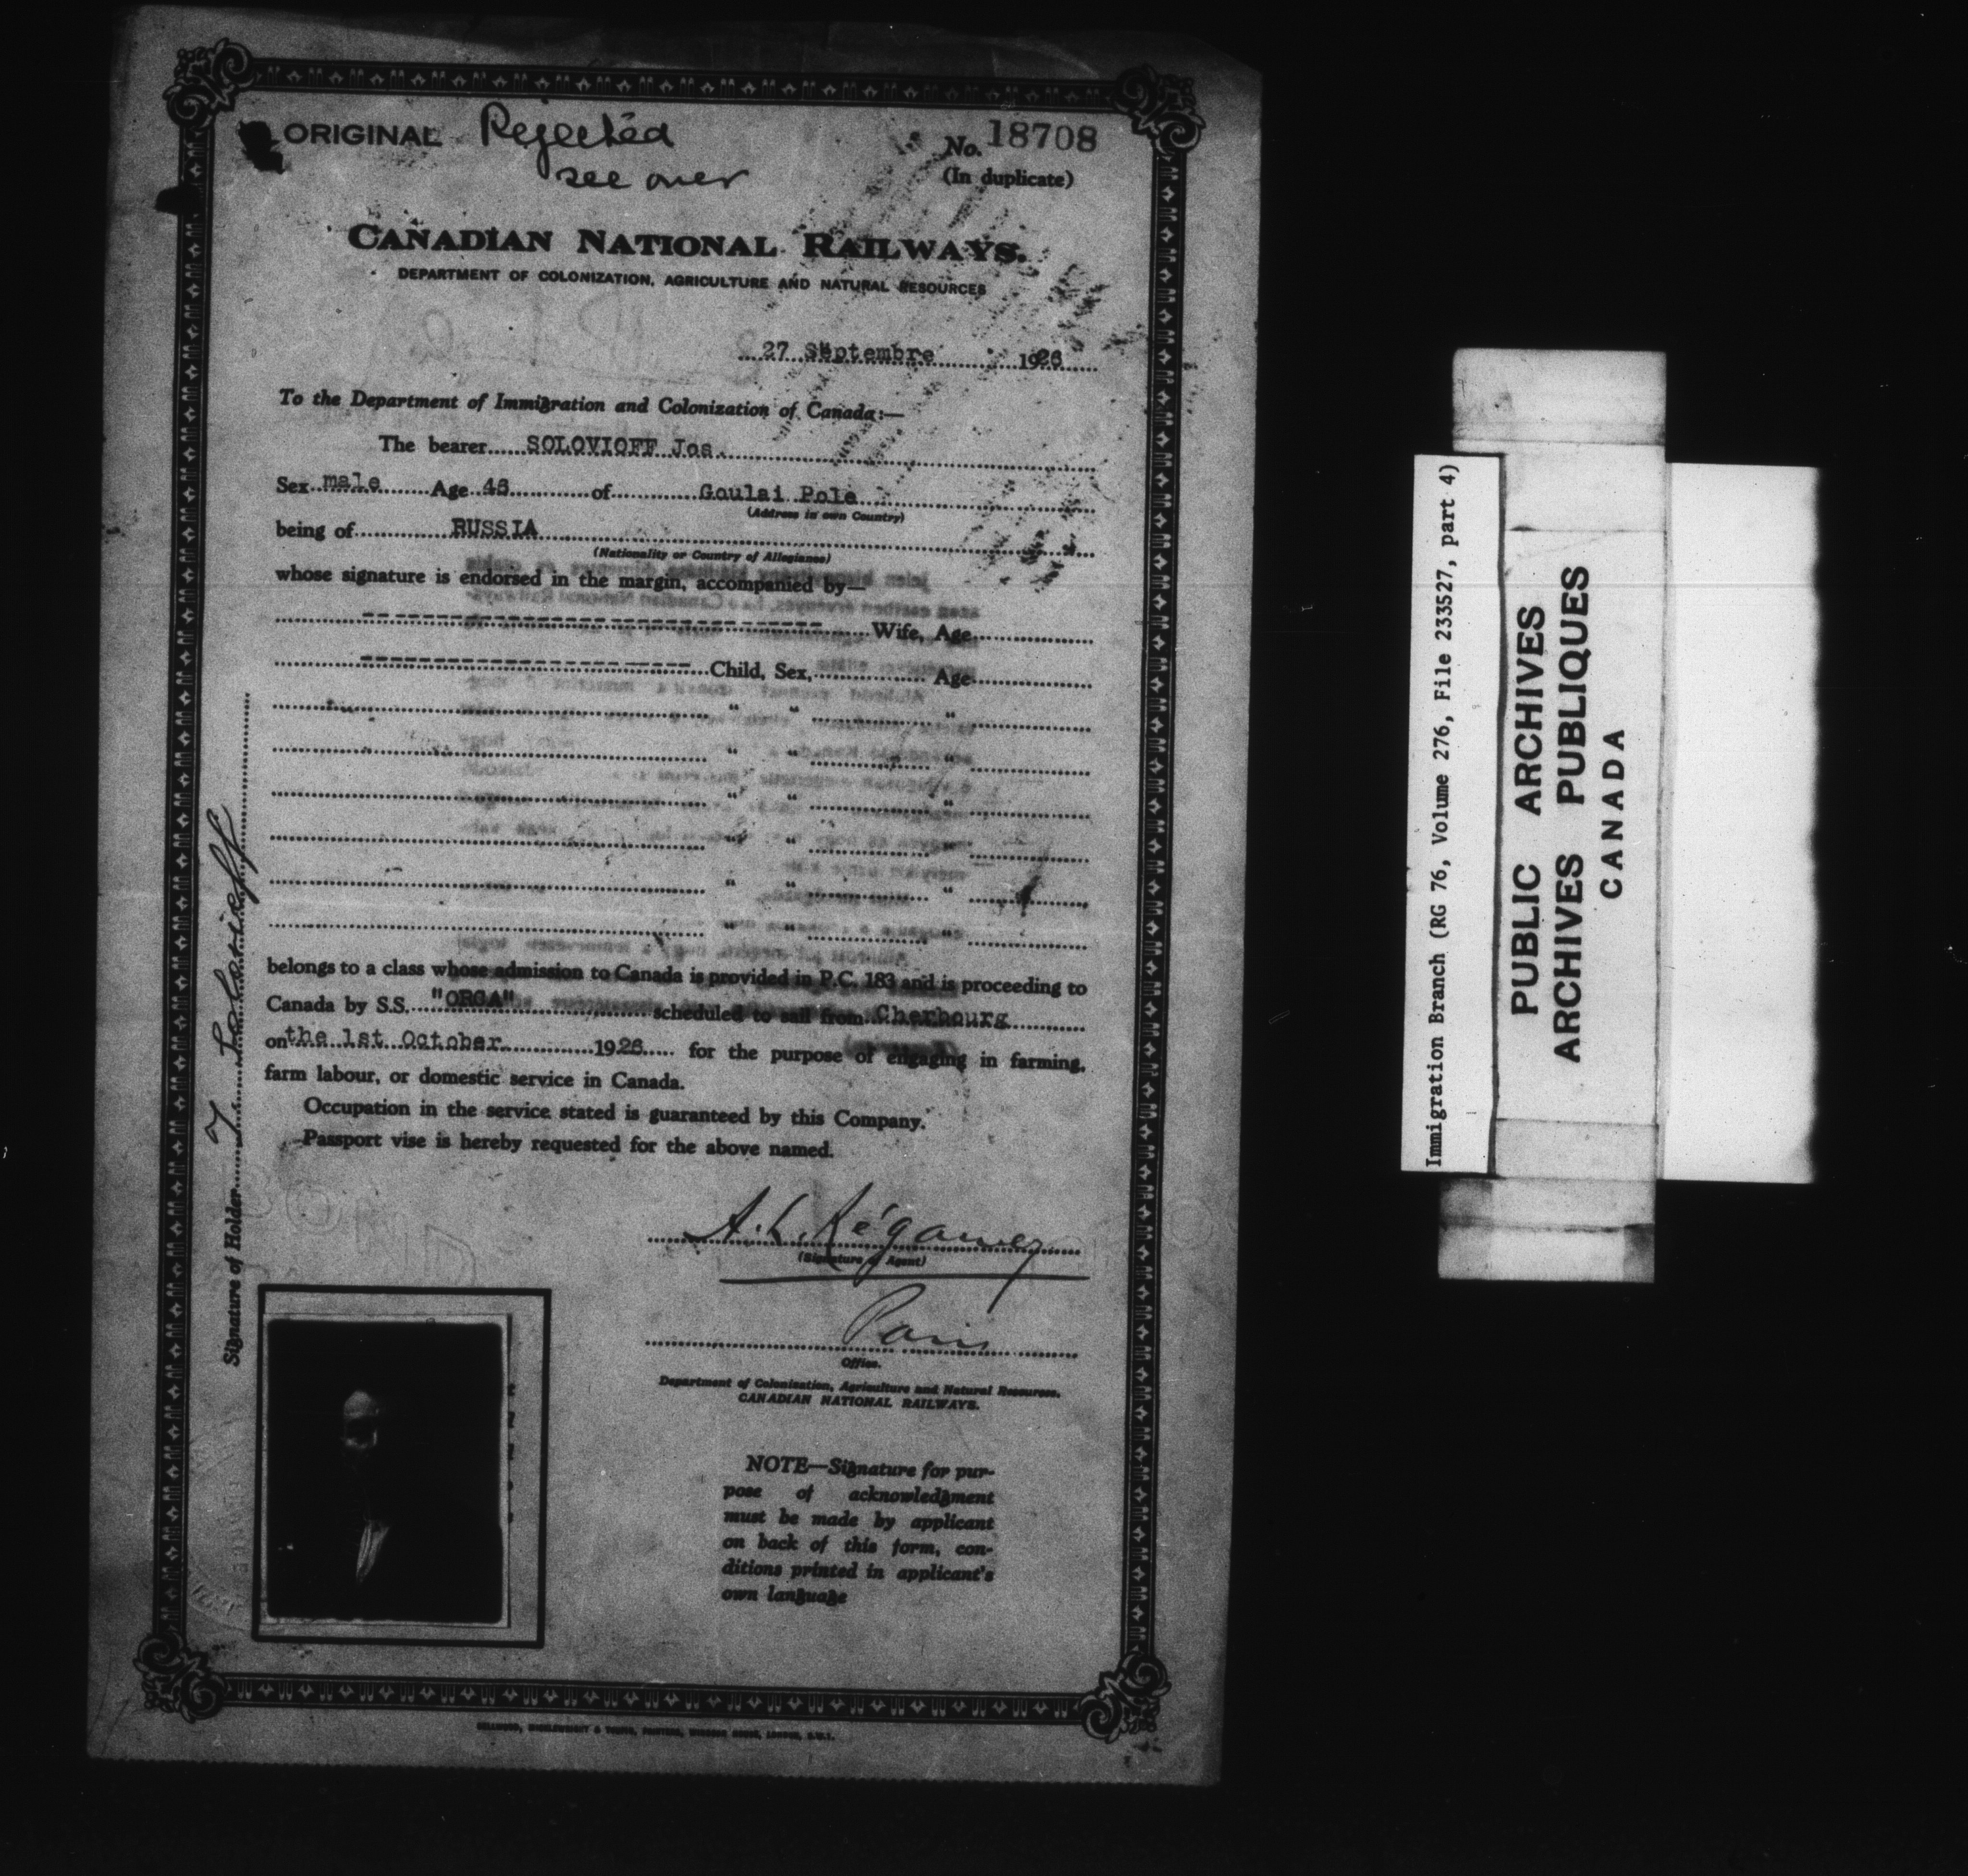 ORIGINAL Rejected
see over
No. 18708
(In duplicate)
CANADIAN NATIONAL RAILWAYS.
DEPARTMENT OF COLONIZATION, AGRICULTURE AND NATURAL RESOURCES
27 Septembre 1926
To the Department of Immigration and Colonization of Canada:—
The bearer SOLOVIOFF Jos.
Sex male Age 46 of Goulai Pole
(Address in own Country)
being of RUSSIA
(Nationality or Country of Allegiance)
whose signature is endorsed in the margin, accompanied by—
Wife, Age
Child, Sex, Age
" " "
" " "
" " "
" " "
" " "
" " "
belongs to a class whose admission to Canada is provided in P.C. 183 and is proceeding to
Canada by S.S. "ORGA" scheduled to sail from Cherbourg
on the 1st October 1926 for the purpose of engaging in farming,
farm labour, or domestic service in Canada.
Occupation in the service stated is guaranteed by this Company.
Passport vise is hereby requested for the above named.
Signature of Holder
A. L. Régamey
(Signature of Agent)
Paris
Office.
Department of Colonization, Agriculture and Natural Resources.
CANADIAN NATIONAL RAILWAYS.
NOTE—Signature for pur-
pose of acknowledgment
must be made by applicant
on back of this form, con-
ditions printed in applicant's
own language
Immigration Branch (RG 76, Volume 276, File 233527, part 4)
PUBLIC ARCHIVES
ARCHIVES PUBLIQUES
CANADA